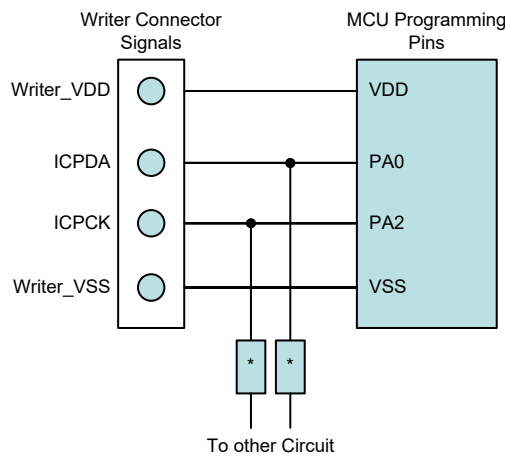 Writer Connector
Signals
MCU Programming
Pins
Writer_VDD
VDD
ICPDA
PA0
ICPCK
PA2
Writer_VSS
VSS
*
*
To other Circuit